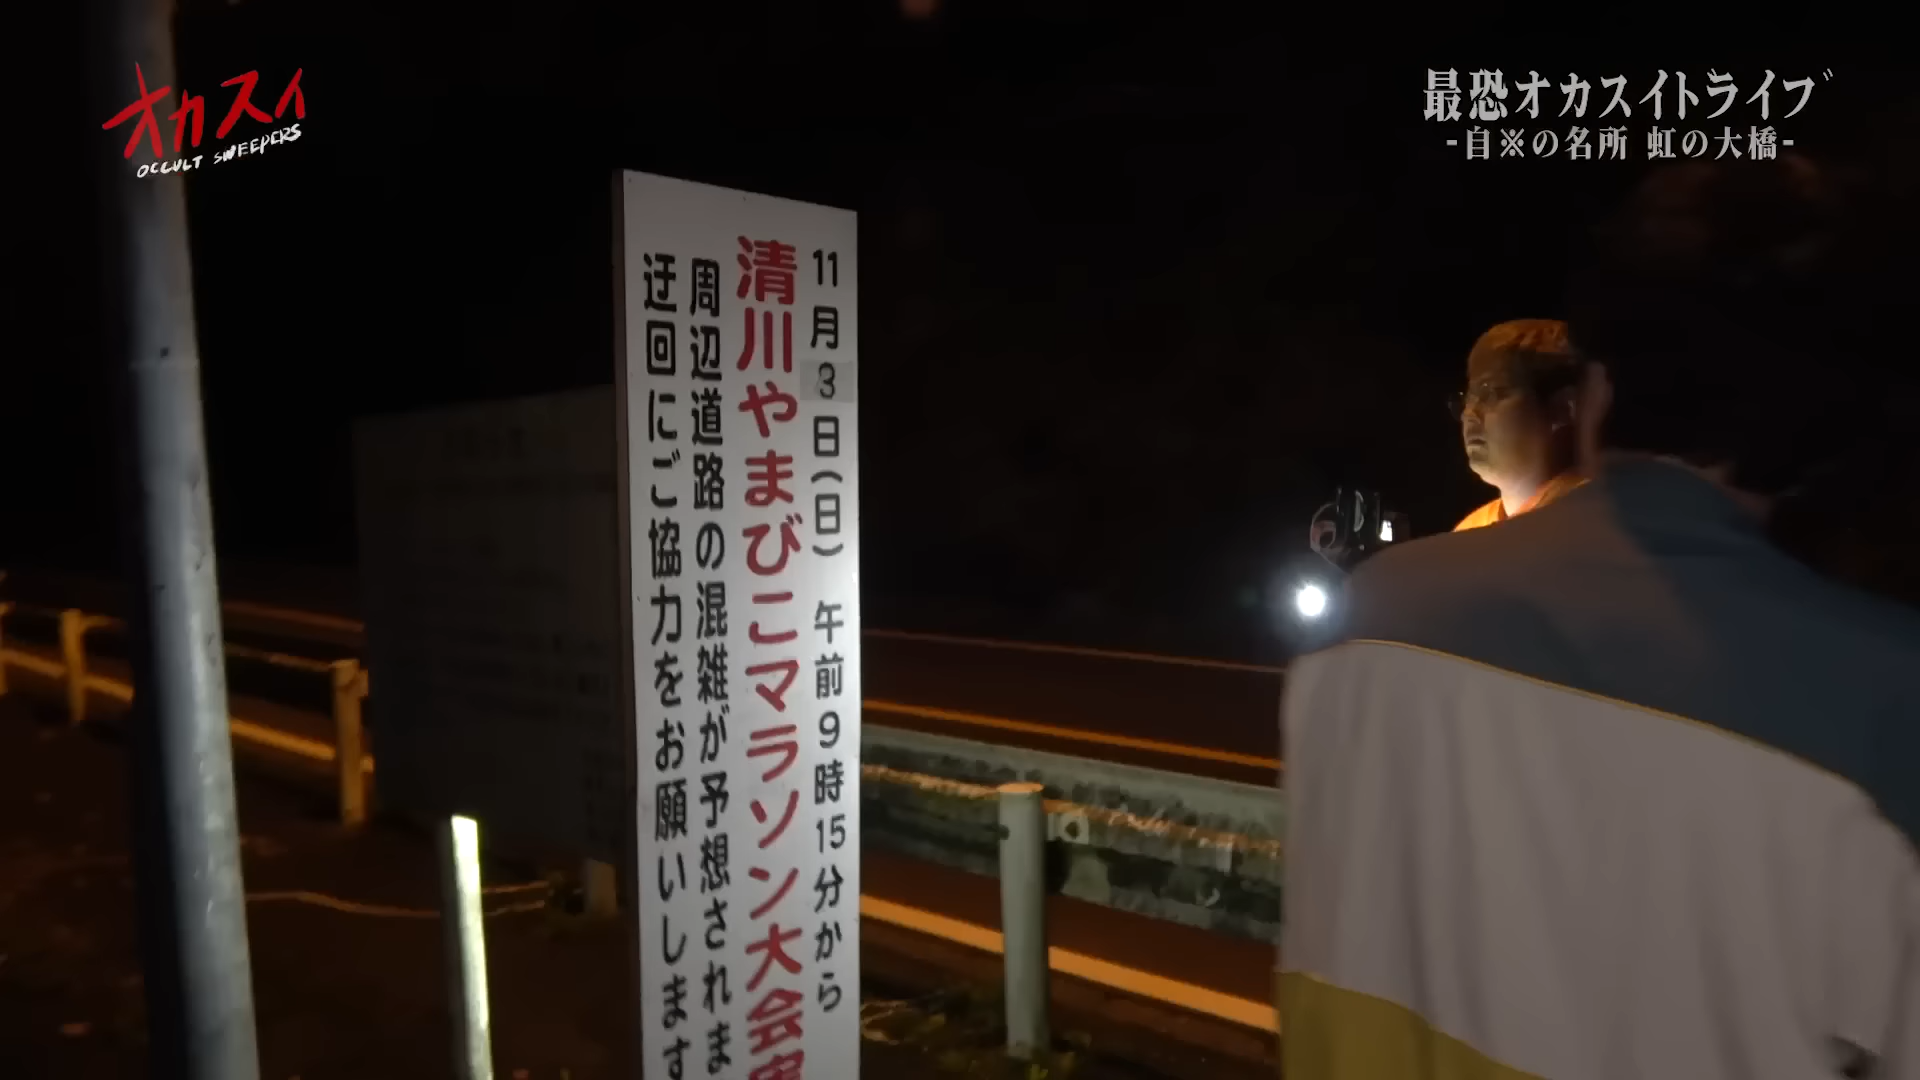 オカスイ
OCCULT SWEEPERS
最恐オカスイトライブ
-自※の名所 虹の大橋-
11月3日(日) 午前9時15分から
清川やまびこマラソン大会
周辺道路の混雑が予想されま
迂回にご協力をお願いします